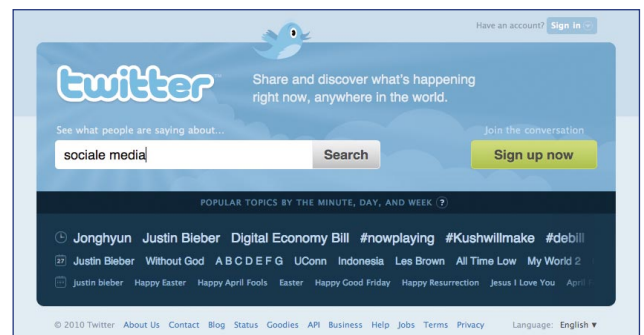 Have an account? Sign in
twitter
Share and discover what's happening
right now, anywhere in the world.
See what people are saying about...
Join the conversation
sociale media
Search
Sign up now
POPULAR TOPICS BY THE MINUTE, DAY, AND WEEK ?
Jonghyun Justin Bieber Digital Economy Bill #nowplaying #Kushwillmake #debill
27 Justin Bieber Without God A B C D E F G UConn Indonesia Les Brown All Time Low My World 2
justin bieber Happy Easter Happy April Fools Easter Happy Good Friday Happy Resurrection Jesus I Love You April
© 2010 Twitter About Us Contact Blog Status Goodies API Business Help Jobs Terms Privacy Language: English